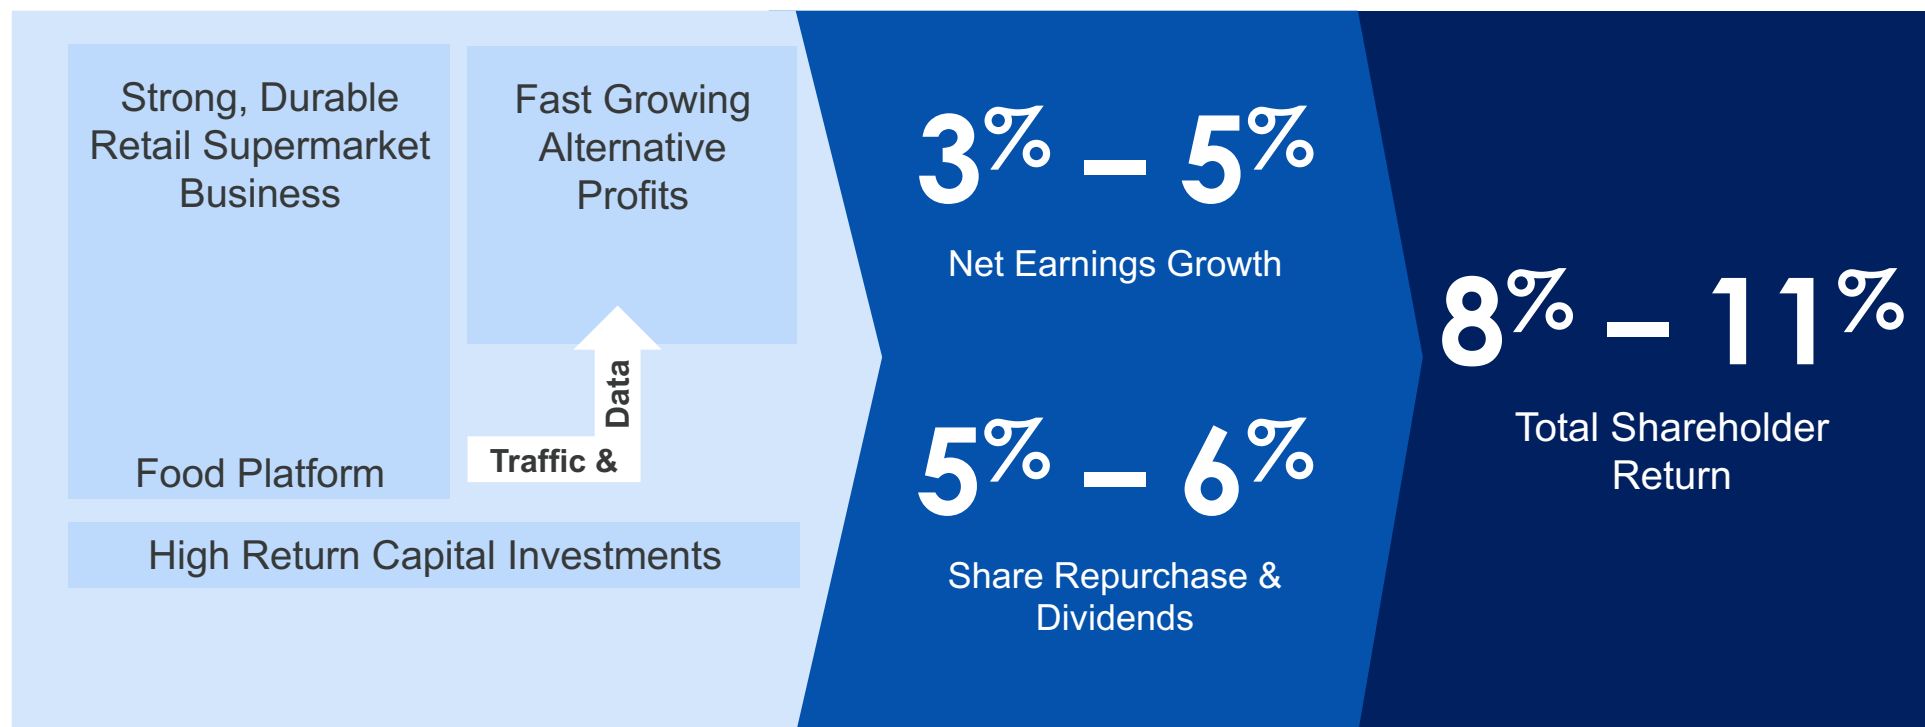 Strong, Durable
Retail Supermarket
Business
Food Platform
Fast Growing
Alternative
Profits
Traffic &
Data
High Return Capital Investments
3% – 5%
Net Earnings Growth
5% – 6%
Share Repurchase &
Dividends
8% – 11%
Total Shareholder
Return